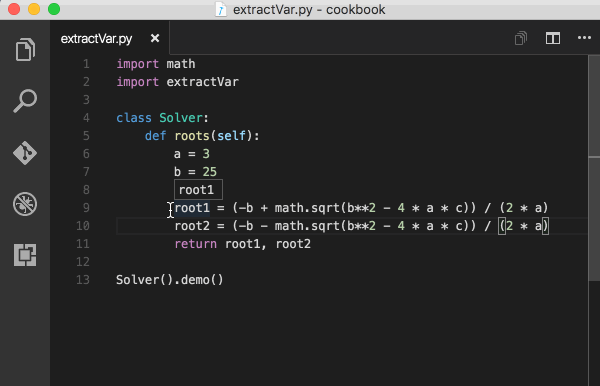 extractVar.py - cookbook
extractVar.py
1 import math
2 import extractVar
3
4 class Solver:
5 def roots(self):
6 a = 3
7 b = 25
8 root1
9 root1 = (-b + math.sqrt(b**2 - 4 * a * c)) / (2 * a)
10 root2 = (-b - math.sqrt(b**2 - 4 * a * c)) / (2 * a)
11 return root1, root2
12
13 Solver().demo()